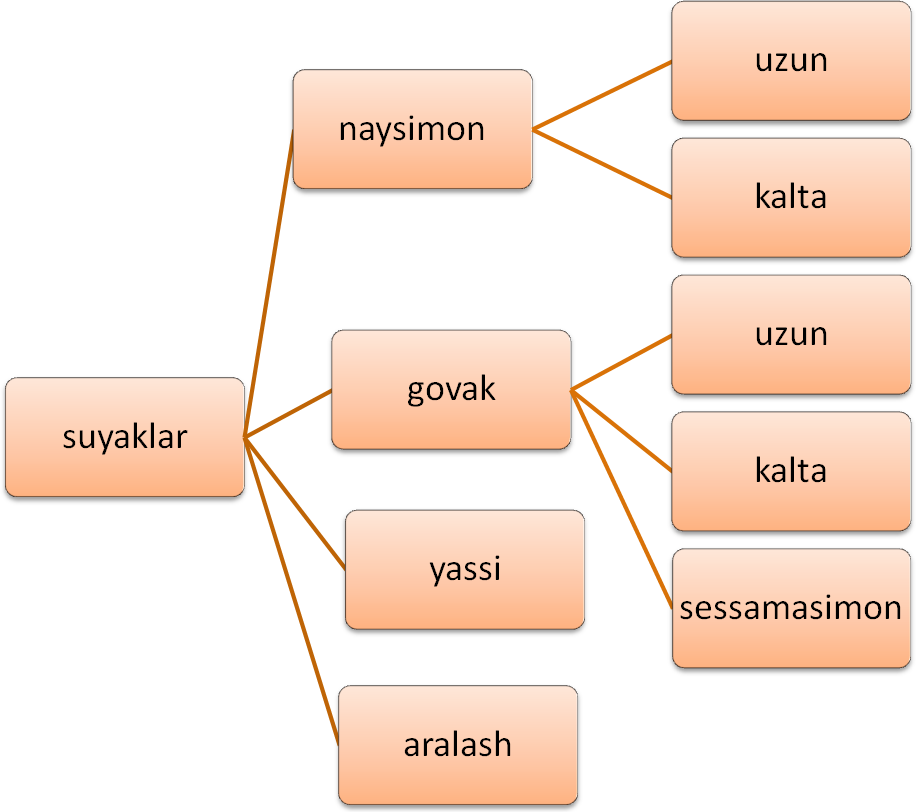 suyaklar
naysimon
uzun
kalta
govak
uzun
kalta
sessamasimon
yassi
aralash